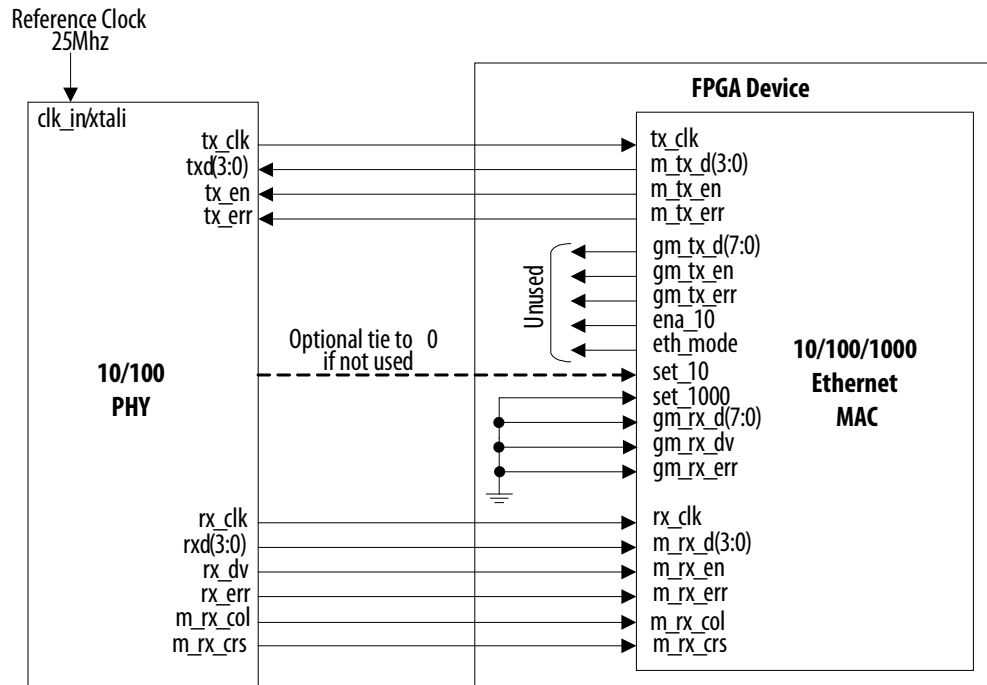 Reference Clock
25Mhz
clk_in/xtali
tx_clk
txd(3:0)
tx_en
tx_err
10/100
PHY
rx_clk
rxd(3:0)
rx_dv
rx_err
m_rx_col
m_rx_crs
Optional tie to 0
if not used
Unused
FPGA Device
tx_clk
m_tx_d(3:0)
m_tx_en
m_tx_err
gm_tx_d(7:0)
gm_tx_en
gm_tx_err
ena_10
eth_mode
set_10
set_1000
gm_rx_d(7:0)
gm_rx_dv
gm_rx_err
rx_clk
m_rx_d(3:0)
m_rx_en
m_rx_err
m_rx_col
m_rx_crs
10/100/1000
Ethernet
MAC